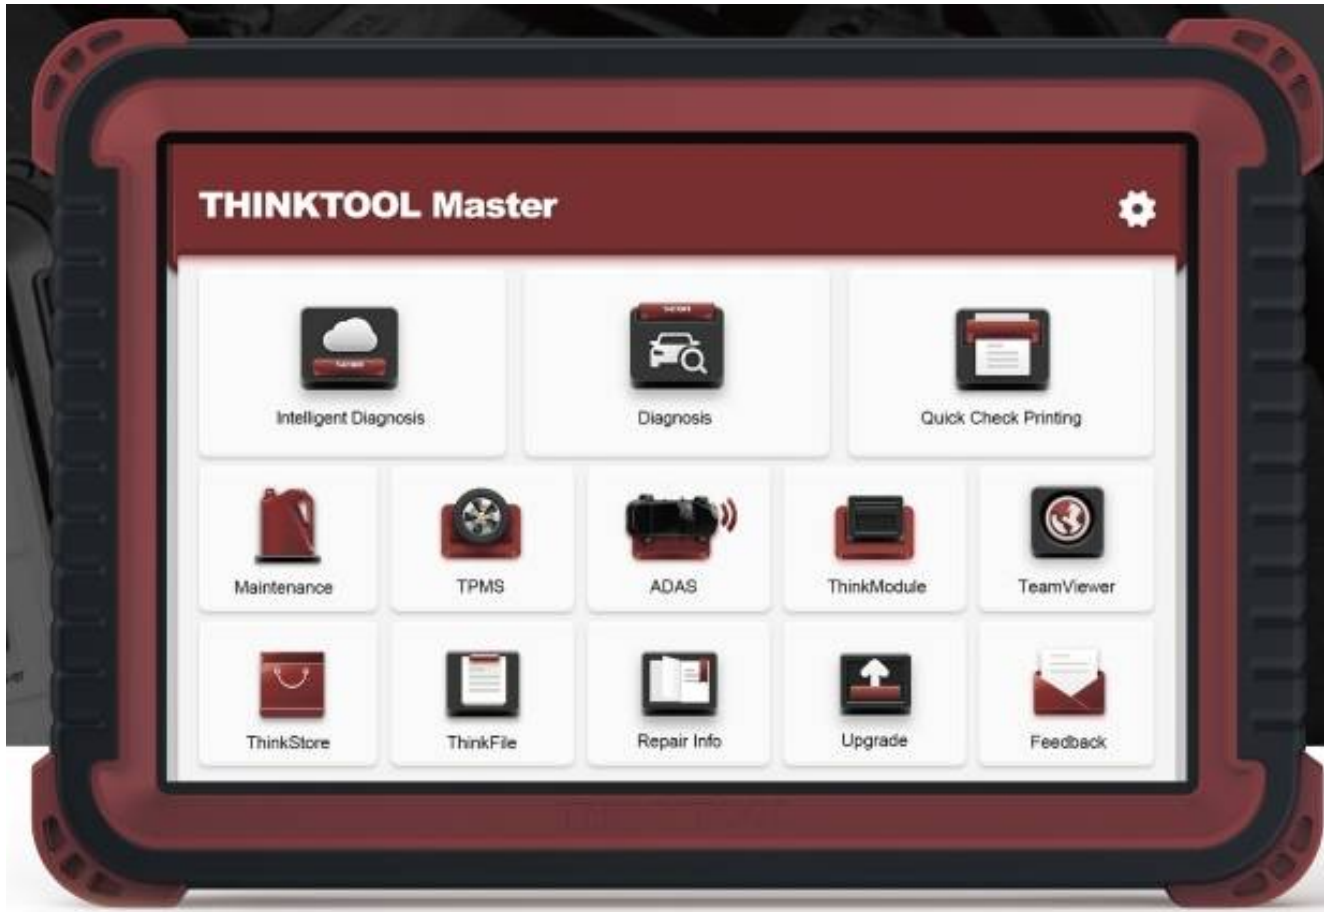 THINKTOOL Master
Intelligent Diagnosis
Diagnosis
Quick Check Printing
Maintenance
TPMS
ADAS
ThinkModule
TeamViewer
ThinkStore
ThinkFile
Repair Info
Upgrade
Feedback